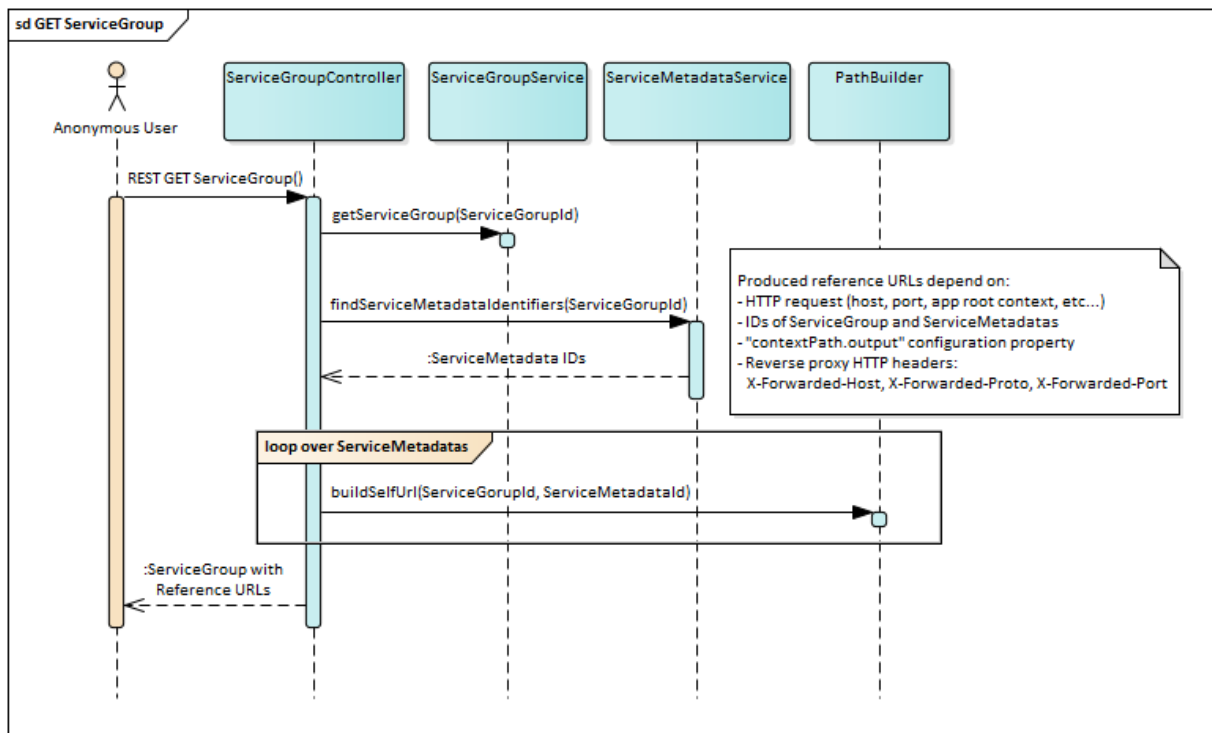 sd GET ServiceGroup
Anonymous User
ServiceGroupController
ServiceGroupService
ServiceMetadataService
PathBuilder
REST GET ServiceGroup()
getServiceGroup(ServiceGorupId)
findServiceMetadataIdentifiers(ServiceGorupId)
:ServiceMetadata IDs
Produced reference URLs depend on:
- HTTP request (host, port, app root context, etc...)
- IDs of ServiceGroup and ServiceMetadatas
- "contextPath.output" configuration property
- Reverse proxy HTTP headers:
X-Forwarded-Host, X-Forwarded-Proto, X-Forwarded-Port
loop over ServiceMetadatas
buildSelfUrl(ServiceGorupId, ServiceMetadataId)
:ServiceGroup with
Reference URLs